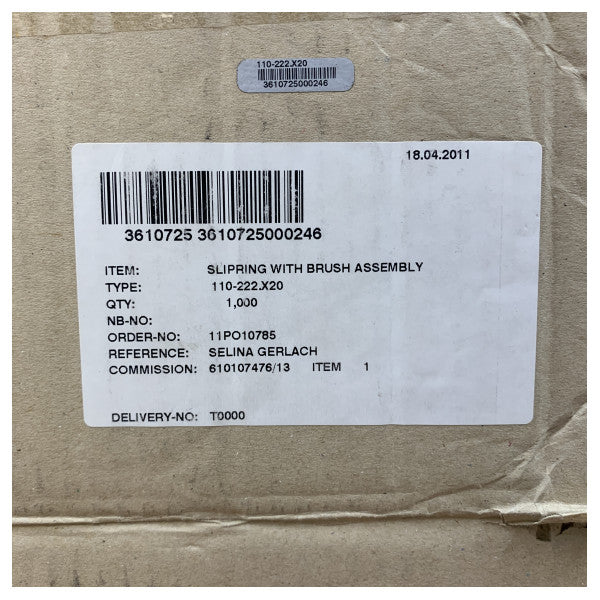 110-222.X20
3610725000246
18.04.2011
3610725 3610725000246
ITEM: SLIPRING WITH BRUSH ASSEMBLY
TYPE: 110-222.X20
QTY: 1,000
NB-NO:
ORDER-NO: 11PO10785
REFERENCE: SELINA GERLACH
COMMISSION: 610107476/13 ITEM 1
DELIVERY-NO: T0000